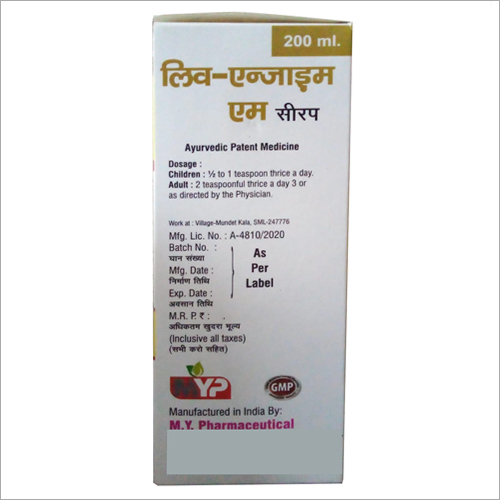 200 ml.
लिव-एन्जाइम
एम सीरप
Ayurvedic Patent Medicine
Dosage :
Children : ½ to 1 teaspoon thrice a day.
Adult : 2 teaspoonful thrice a day 3 or
as directed by the Physician.
Work at : Village-Mundet Kala, SML-247776
Mfg. Lic. No. : A-4810/2020
Batch No. :
घान संख्या
Mfg. Date :
निर्माण तिथि
Exp. Date :
अवसान तिथि
As
Per
Label
M.R. P. ₹ : .
अधिकतम खुदरा मूल्य
(Inclusive all taxes)
(सभी करो सहित)
MYP
GMP
Manufactured in India By:
M.Y. Pharmaceutical